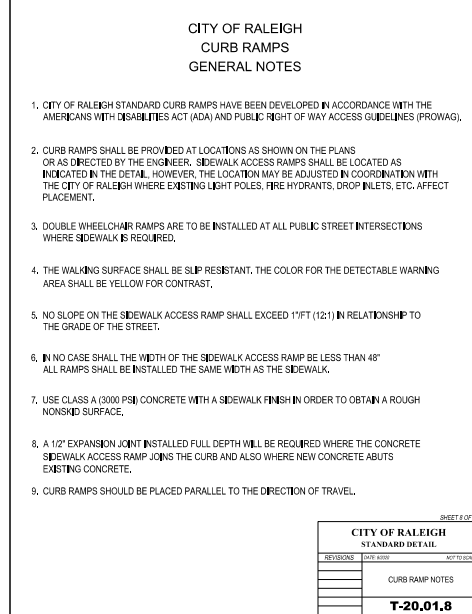 CITY OF RALEIGH
CURB RAMPS
GENERAL NOTES
1. CITY OF RALEIGH STANDARD CURB RAMPS HAVE BEEN DEVELOPED IN ACCORDANCE WITH THE
AMERICANS WITH DISABILITIES ACT (ADA) AND PUBLIC RIGHT OF WAY ACCESS GUIDELINES (PROWAG).
2. CURB RAMPS SHALL BE PROVIDED AT LOCATIONS AS SHOWN ON THE PLANS
OR AS DIRECTED BY THE ENGINEER. SIDEWALK ACCESS RAMPS SHALL BE LOCATED AS
INDICATED IN THE DETAIL, HOWEVER, THE LOCATION MAY BE ADJUSTED IN COORDINATION WITH
THE CITY OF RALEIGH WHERE EXISTING LIGHT POLES, FIRE HYDRANTS, DROP INLETS, ETC. AFFECT
PLACEMENT.
3. DOUBLE WHEELCHAIR RAMPS ARE TO BE INSTALLED AT ALL PUBLIC STREET INTERSECTIONS
WHERE SIDEWALK IS REQUIRED.
4. THE WALKING SURFACE SHALL BE SLIP RESISTANT. THE COLOR FOR THE DETECTABLE WARNING
AREA SHALL BE YELLOW FOR CONTRAST.
5. NO SLOPE ON THE SIDEWALK ACCESS RAMP SHALL EXCEED 1"/FT (12:1) IN RELATIONSHIP TO
THE GRADE OF THE STREET.
6. IN NO CASE SHALL THE WIDTH OF THE SIDEWALK ACCESS RAMP BE LESS THAN 48"
ALL RAMPS SHALL BE INSTALLED THE SAME WIDTH AS THE SIDEWALK.
7. USE CLASS A (3000 PSI) CONCRETE WITH A SIDEWALK FINISH IN ORDER TO OBTAIN A ROUGH
NONSKID SURFACE.
8. A 1/2" EXPANSION JOINT INSTALLED FULL DEPTH WILL BE REQUIRED WHERE THE CONCRETE
SIDEWALK ACCESS RAMP JOINS THE CURB AND ALSO WHERE NEW CONCRETE ABUTS
EXISTING CONCRETE.
9. CURB RAMPS SHOULD BE PLACED PARALLEL TO THE DIRECTION OF TRAVEL.
SHEET 8 OF
CITY OF RALEIGH
STANDARD DETAIL
REVISIONS DATE: NOT TO
CURB RAMP NOTES
T-20.01.8